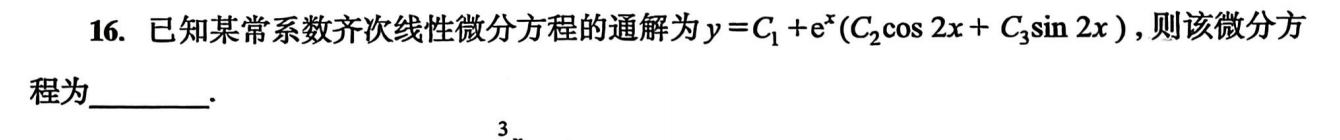 16. 已知某常系数齐次线性微分方程的通解为 y = C₁ + eˣ(C₂cos 2x + C₃sin 2x), 则该微分方
程为________.
3